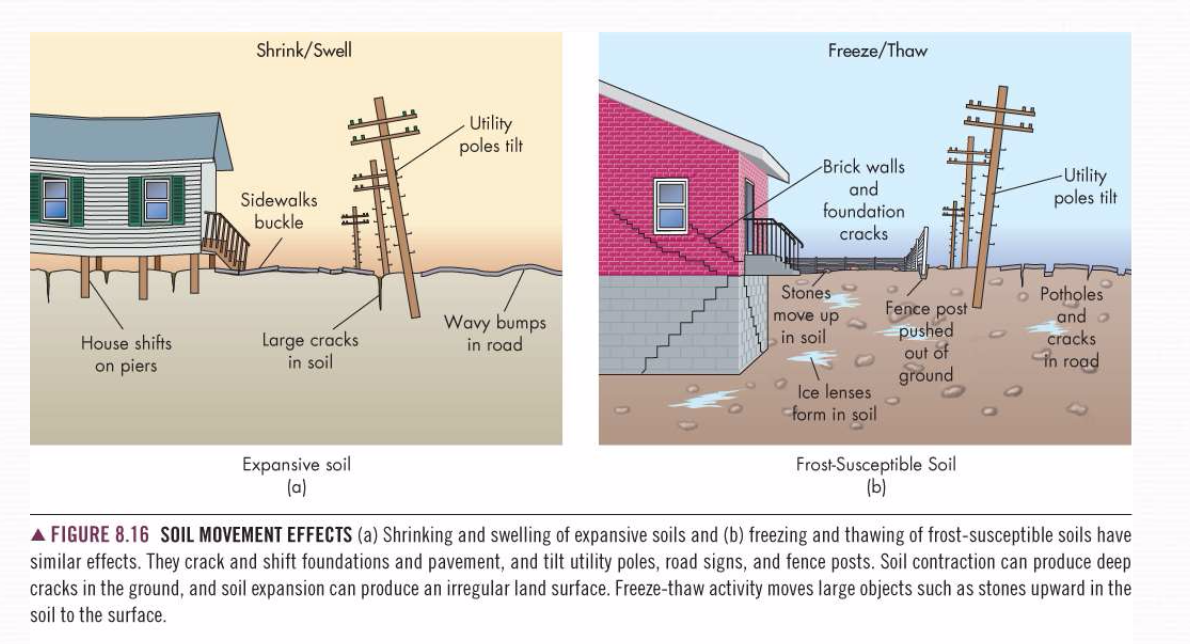 Shrink/Swell
Utility
poles tilt
Sidewalks
buckle
House shifts
on piers
Large cracks
in soil
Wavy bumps
in road
Expansive soil
(a)
Freeze/Thaw
Brick walls
and
foundation
cracks
Utility
poles tilt
Stones
move up
in soil
Fence post
pushed
out of
ground
Potholes
and
cracks
in road
Ice lenses
form in soil
Frost-Susceptible Soil
(b)
▲ FIGURE 8.16 SOIL MOVEMENT EFFECTS (a) Shrinking and swelling of expansive soils and (b) freezing and thawing of frost-susceptible soils have
similar effects. They crack and shift foundations and pavement, and tilt utility poles, road signs, and fence posts. Soil contraction can produce deep
cracks in the ground, and soil expansion can produce an irregular land surface. Freeze-thaw activity moves large objects such as stones upward in the
soil to the surface.